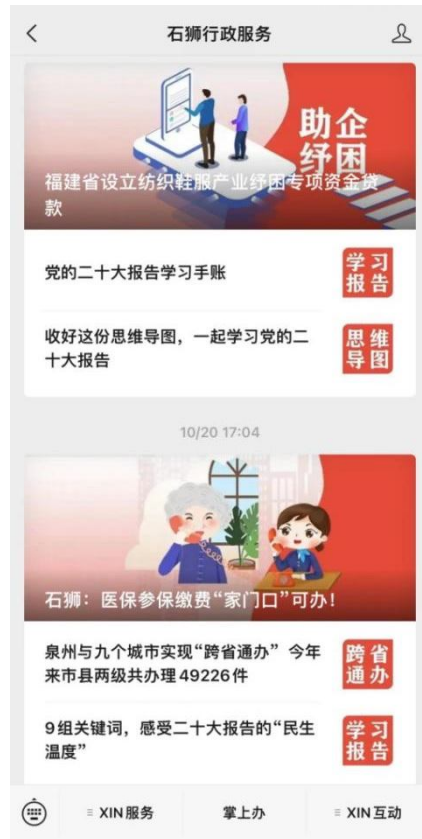 石狮行政服务
助企
纾困
福建省设立纺织鞋服产业纾困专项资金贷
款
党的二十大报告学习手账
学习
报告
收好这份思维导图，一起学习党的二
十大报告
思维
导图
10/20 17:04
石狮：医保参保缴费“家门口”可办！
泉州与九个城市实现“跨省通办” 今年
来市县两级共办理49226件
跨省
通办
9组关键词，感受二十大报告的“民生
温度”
学习
报告
XIN服务
掌上办
XIN互动